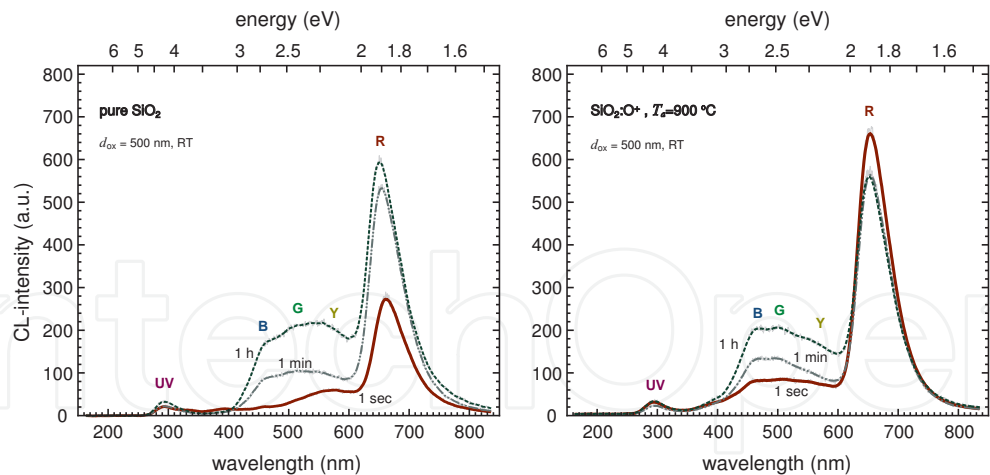 energy (eV)
6 5 4 3 2.5 2 1.8 1.6
pure SiO₂
d_ox = 500 nm, RT
R
B
G
Y
UV
1 h
1 min
1 sec
CL-intensity (a.u.)
800
700
600
500
400
300
200
100
0
200 300 400 500 600 700 800
wavelength (nm)
energy (eV)
6 5 4 3 2.5 2 1.8 1.6
SiO₂:O⁺ , Tₐ=900 ºC
d_ox = 500 nm, RT
R
B
G
Y
UV
1 h
1 min
1 sec
800
700
600
500
400
300
200
100
0
200 300 400 500 600 700 800
wavelength (nm)